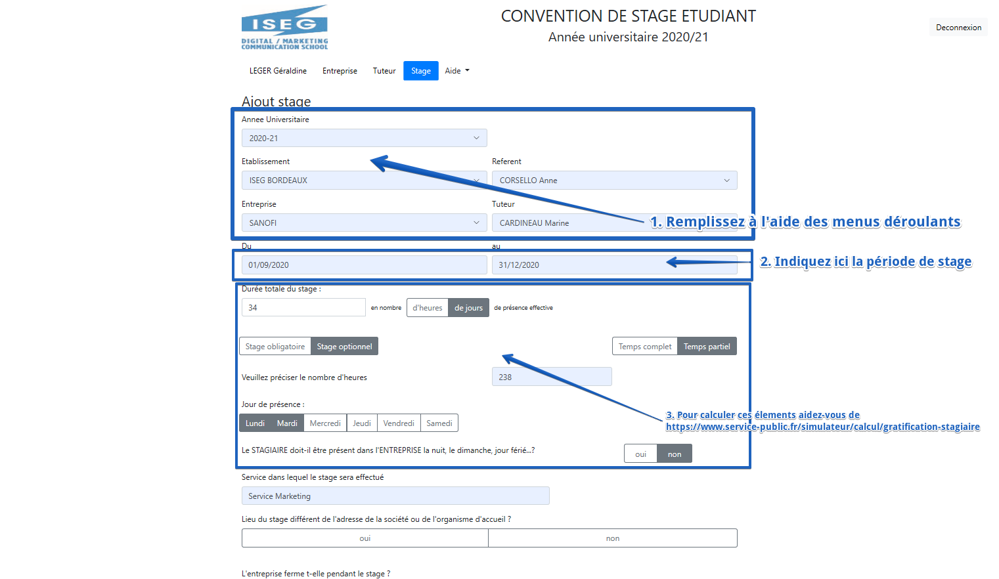 ISEG
DIGITAL / MARKETING
COMMUNICATION SCHOOL
CONVENTION DE STAGE ETUDIANT
Année universitaire 2020/21
Deconnexion
LEGER Géraldine Entreprise Tuteur Stage Aide
Ajout stage
Annee Universitaire
2020-21
Etablissement Referent
ISEG BORDEAUX CORSELLO Anne
Entreprise Tuteur
SANOFI CARDINEAU Marine
1. Remplissez à l'aide des menus déroulants
Du au
01/09/2020 31/12/2020
2. Indiquez ici la période de stage
Durée totale du stage :
34 en nombre d'heures de jours de présence effective
Stage obligatoire Stage optionnel Temps complet Temps partiel
Veuillez préciser le nombre d'heures 238
Jour de présence :
Lundi Mardi Mercredi Jeudi Vendredi Samedi
3. Pour calculer ces élements aidez-vous de
https://www.service-public.fr/simulateur/calcul/gratification-stagiaire
Le STAGIAIRE doit-il être présent dans l'ENTREPRISE la nuit, le dimanche, jour férié...? oui non
Service dans lequel le stage sera effectué
Service Marketing
Lieu du stage différent de l'adresse de la société ou de l'organisme d'accueil ?
oui non
L'entreprise ferme t-elle pendant le stage ?